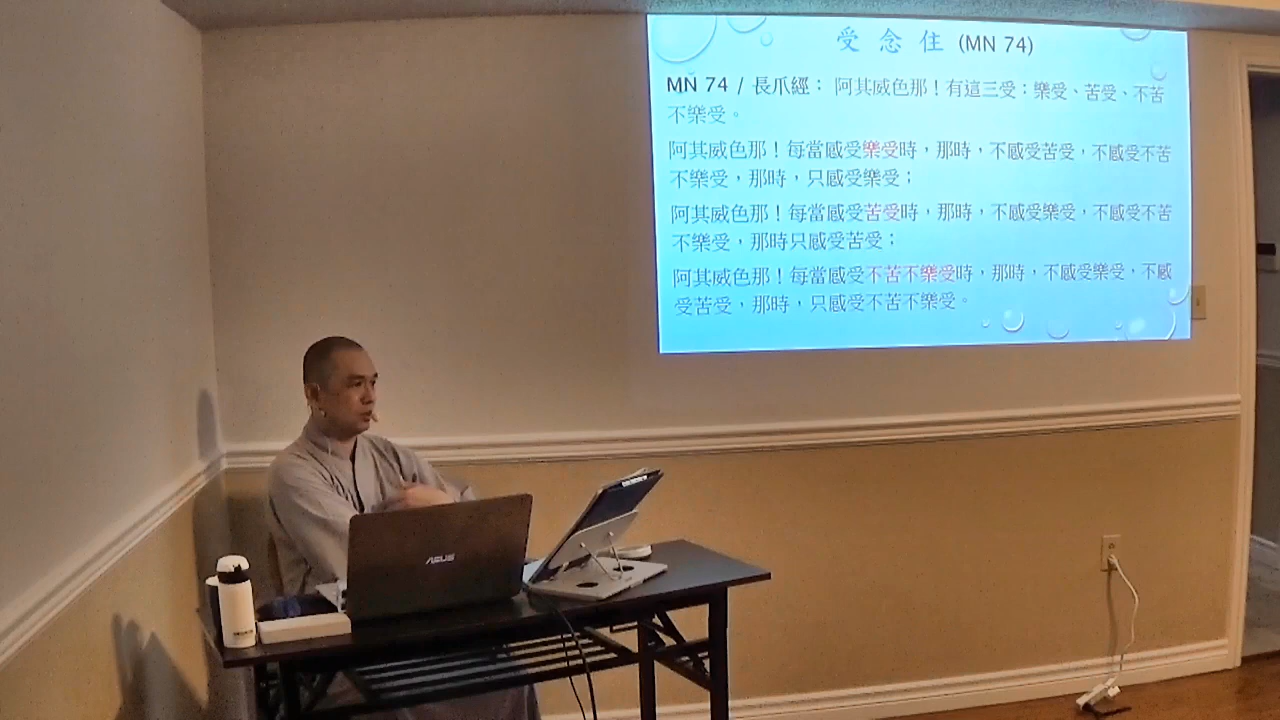 受 念 住 (MN 74)
MN 74 / 長爪經： 阿其威色那！有這三受：樂受、苦受、不苦
不樂受。
阿其威色那！每當感受樂受時，那時，不感受苦受，不感受不苦
不樂受，那時，只感受樂受；
阿其威色那！每當感受苦受時，那時，不感受樂受，不感受不苦
不樂受，那時只感受苦受；
阿其威色那！每當感受不苦不樂受時，那時，不感受樂受，不感
受苦受，那時，只感受不苦不樂受。
ASUS